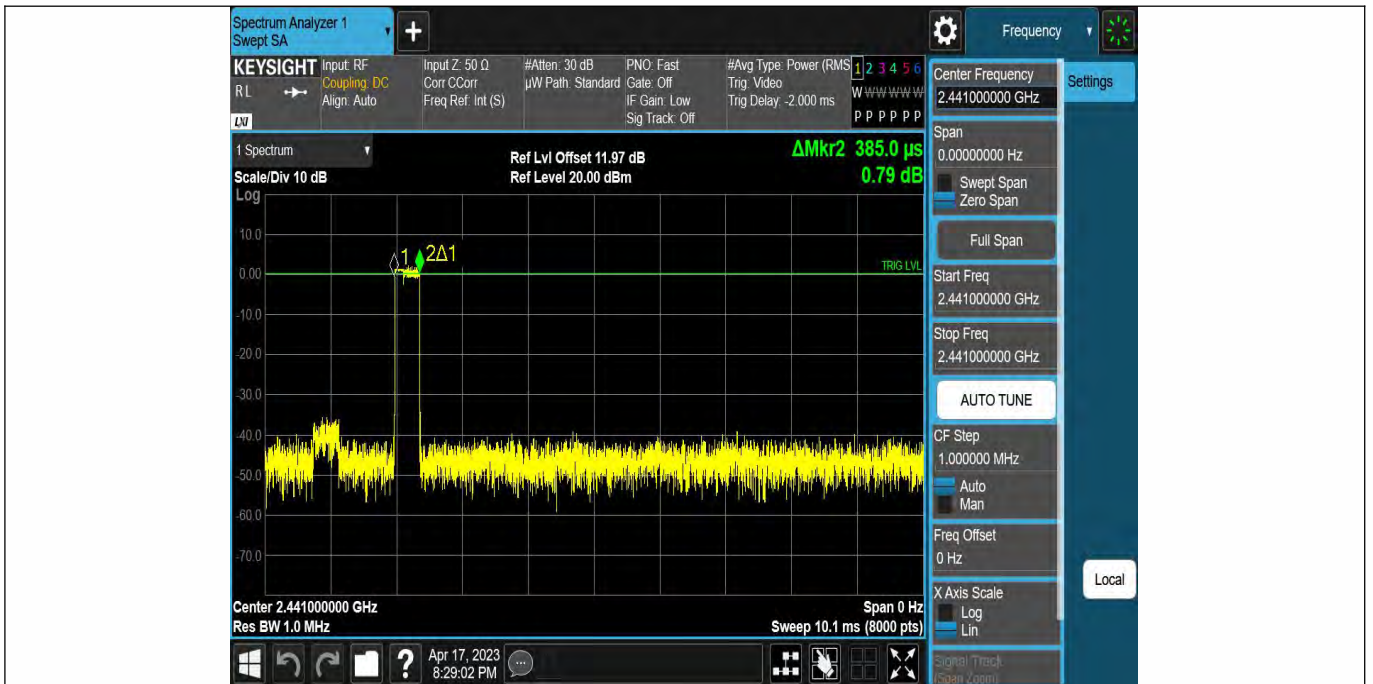 Spectrum Analyzer 1
Swept SA
+
Frequency
KEYSIGHT
RL
LXI
Input: RF
Coupling: DC
Align: Auto
Input Z: 50 Ω
Corr CCorr
Freq Ref: Int (S)
#Atten: 30 dB
µW Path: Standard
PNO: Fast
Gate: Off
IF Gain: Low
Sig Track: Off
#Avg Type: Power (RMS
Trig: Video
Trig Delay: -2.000 ms
1 2 3 4 5 6
W W W W W W
P P P P P P
1 Spectrum
Scale/Div 10 dB
Ref Lvl Offset 11.97 dB
Ref Level 20.00 dBm
ΔMkr2 385.0 µs
0.79 dB
Log
10.0
0.00
-10.0
-20.0
-30.0
-40.0
-50.0
-60.0
-70.0
1
2Δ1
TRIG LVL
Center 2.441000000 GHz
Res BW 1.0 MHz
Span 0 Hz
Sweep 10.1 ms (8000 pts)
Center Frequency
2.441000000 GHz
Span
0.00000000 Hz
Swept Span
Zero Span
Full Span
Start Freq
2.441000000 GHz
Stop Freq
2.441000000 GHz
AUTO TUNE
CF Step
1.000000 MHz
Auto
Man
Freq Offset
0 Hz
X Axis Scale
Log
Lin
Signal Track
(Span Zoom)
Settings
Local
?
Apr 17, 2023
8:29:02 PM